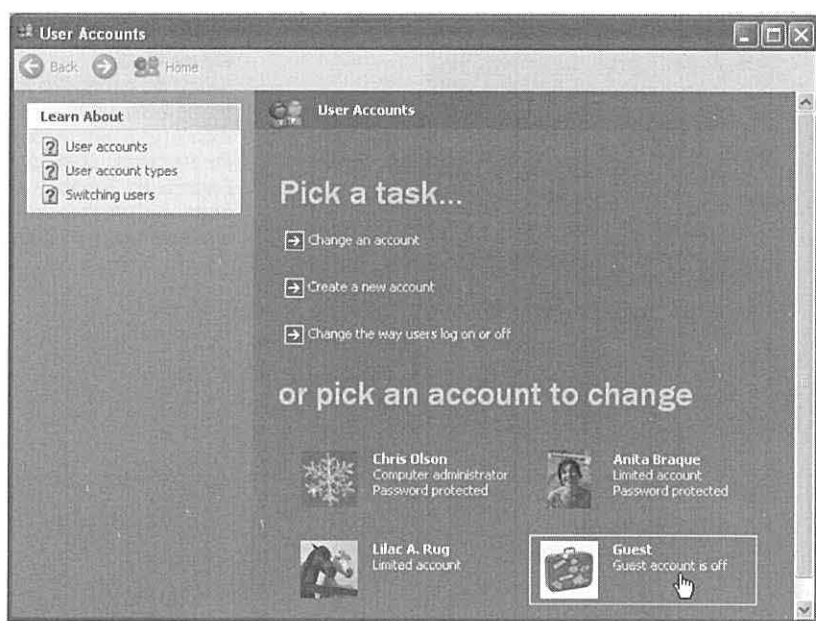 User Accounts
Back Home
Learn About
User accounts
User account types
Switching users
User Accounts
Pick a task...
Change an account
Create a new account
Change the way users log on or off
or pick an account to change
Chris Olson
Computer administrator
Password protected
Anita Braque
Limited account
Password protected
Lilac A. Rug
Limited account
Guest
Guest account is off